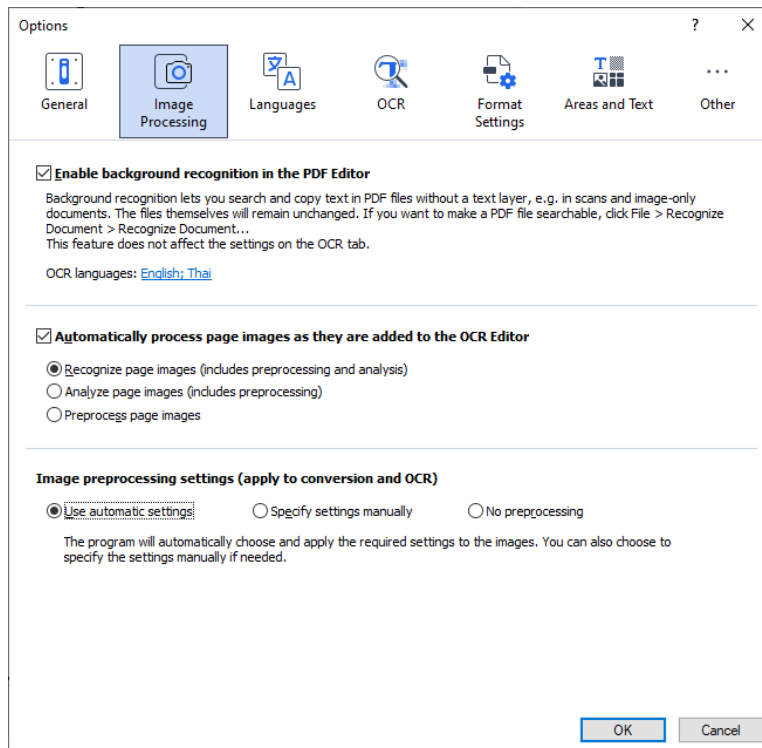 Options
?
General
Image
Processing
Languages
OCR
Format
Settings
Areas and Text
Other
Enable background recognition in the PDF Editor
Background recognition lets you search and copy text in PDF files without a text layer, e.g. in scans and image-only
documents. The files themselves will remain unchanged. If you want to make a PDF file searchable, click File > Recognize
Document > Recognize Document...
This feature does not affect the settings on the OCR tab.
OCR languages: English; Thai
Automatically process page images as they are added to the OCR Editor
Recognize page images (includes preprocessing and analysis)
Analyze page images (includes preprocessing)
Preprocess page images
Image preprocessing settings (apply to conversion and OCR)
Use automatic settings
Specify settings manually
No preprocessing
The program will automatically choose and apply the required settings to the images. You can also choose to
specify the settings manually if needed.
OK
Cancel